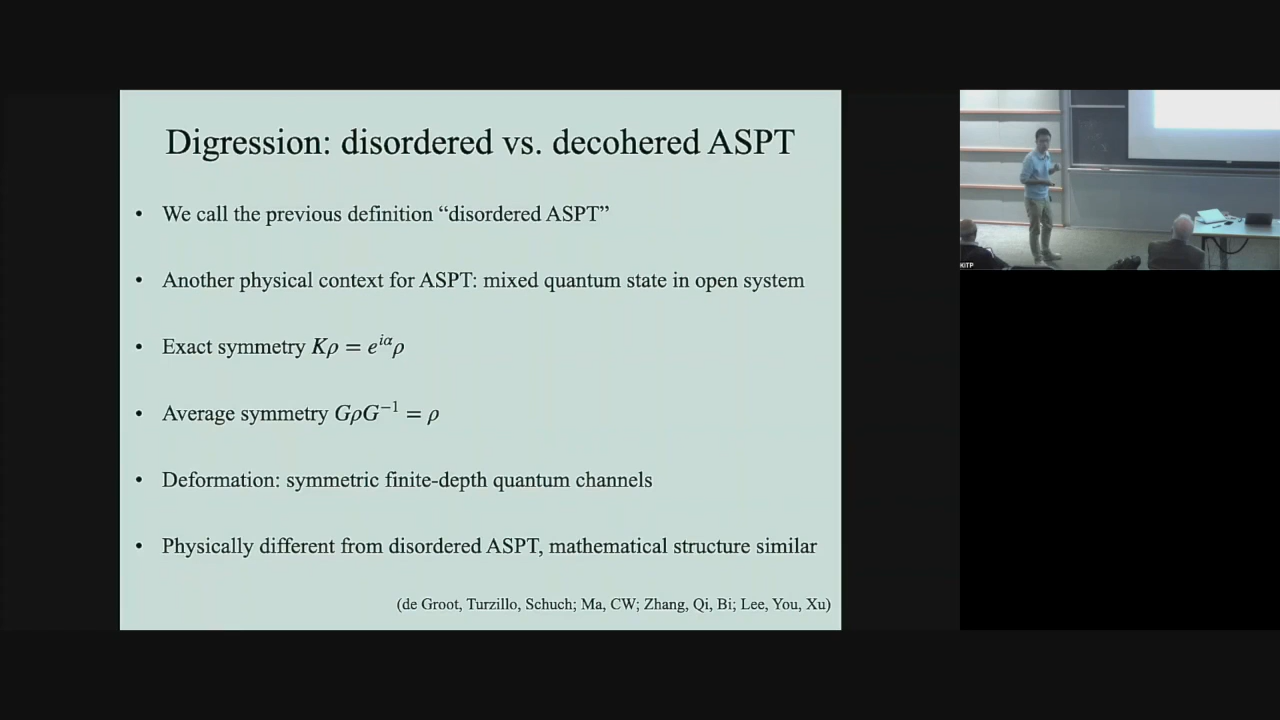 Digression: disordered vs. decohered ASPT
• We call the previous definition “disordered ASPT”
• Another physical context for ASPT: mixed quantum state in open system
• Exact symmetry Kρ = e^{iα}ρ
• Average symmetry GρG⁻¹ = ρ
• Deformation: symmetric finite-depth quantum channels
• Physically different from disordered ASPT, mathematical structure similar
(de Groot, Turzillo, Schuch; Ma, CW; Zhang, Qi, Bi; Lee, You, Xu)
KITP